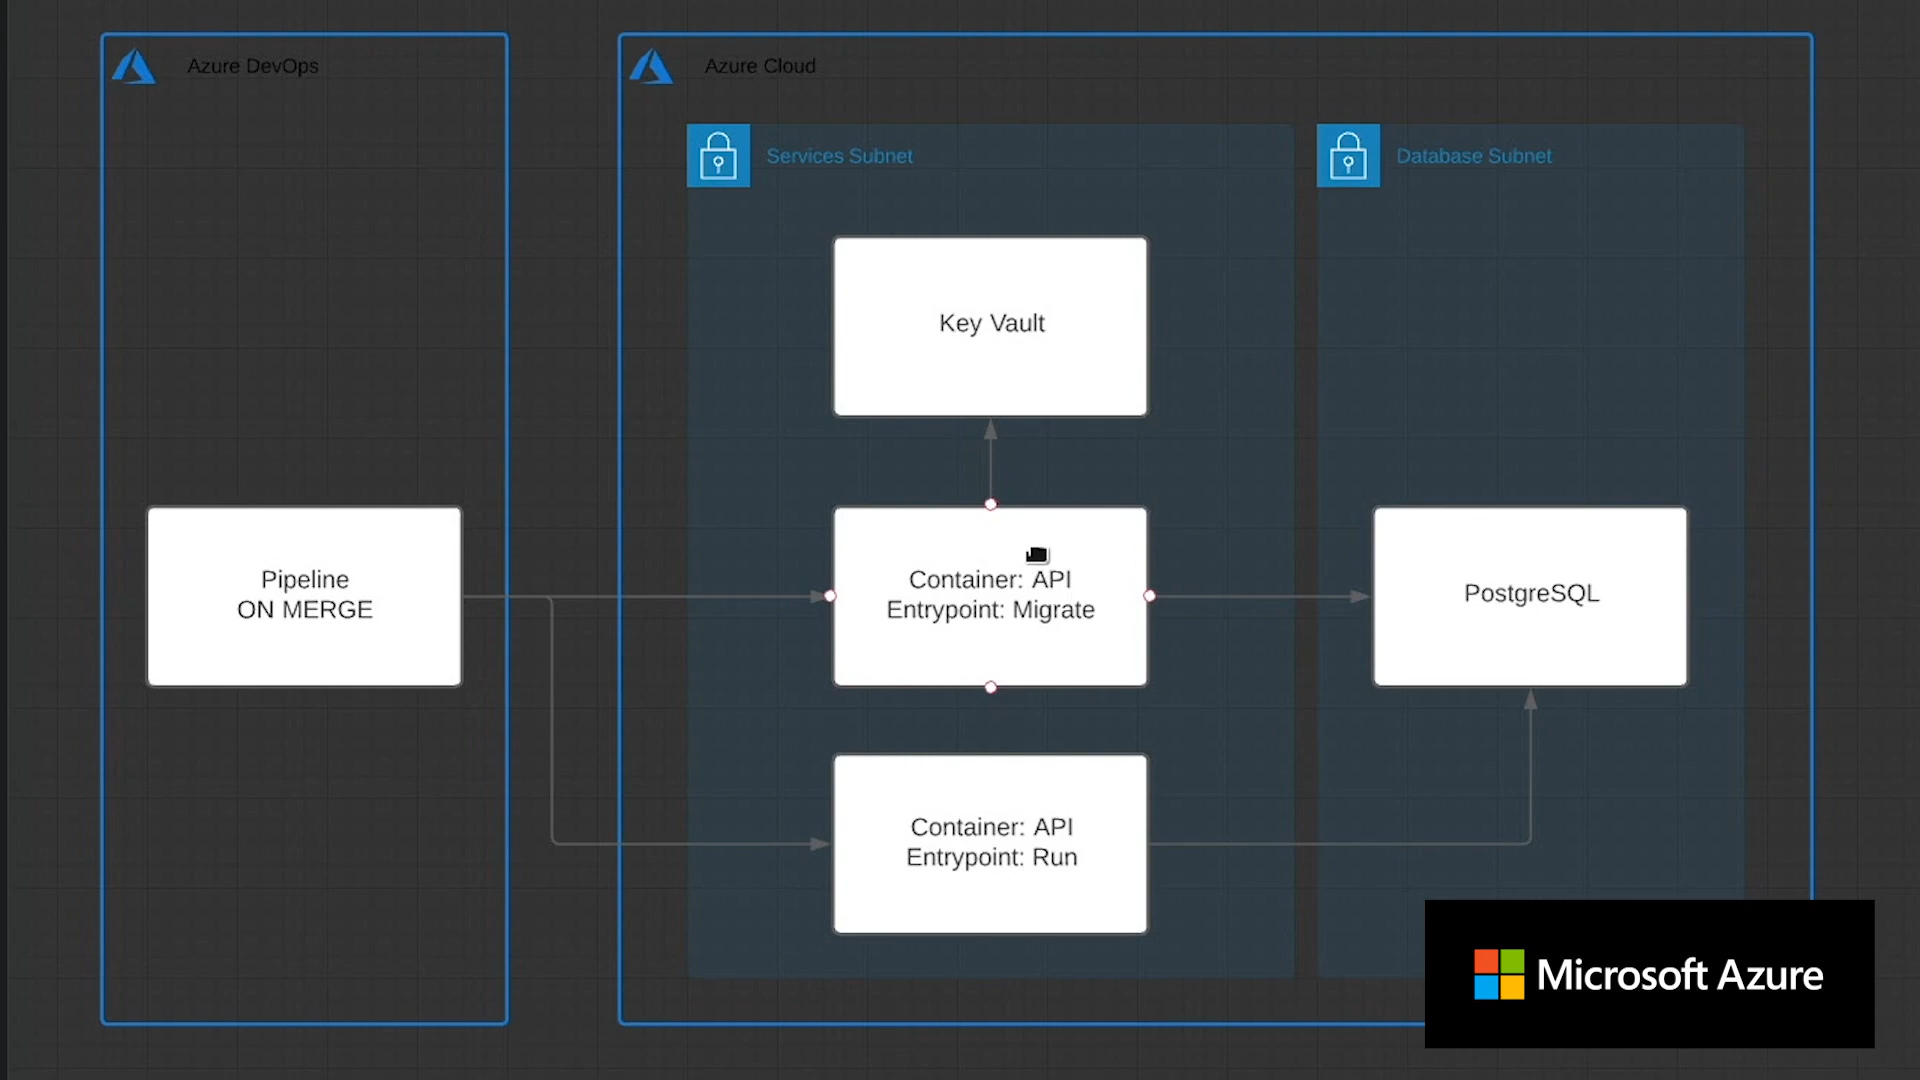 Azure DevOps
Azure Cloud
Services Subnet
Database Subnet
Key Vault
Pipeline
ON MERGE
Container: API
Entrypoint: Migrate
PostgreSQL
Container: API
Entrypoint: Run
Microsoft Azure